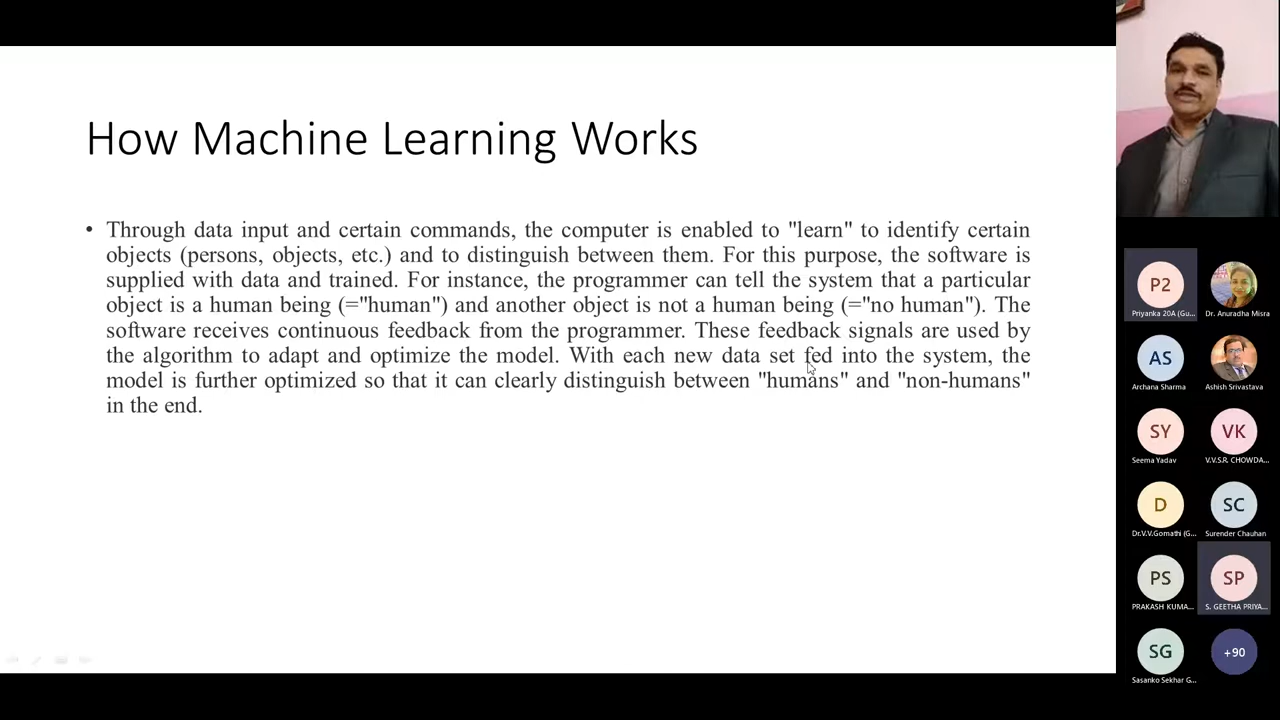 How Machine Learning Works
• Through data input and certain commands, the computer is enabled to "learn" to identify certain
objects (persons, objects, etc.) and to distinguish between them. For this purpose, the software is
supplied with data and trained. For instance, the programmer can tell the system that a particular
object is a human being (="human") and another object is not a human being (="no human"). The
software receives continuous feedback from the programmer. These feedback signals are used by
the algorithm to adapt and optimize the model. With each new data set fed into the system, the
model is further optimized so that it can clearly distinguish between "humans" and "non-humans"
in the end.
P2
Priyanka 20A (Gu...
Dr. Anuradha Misra
AS
Archana Sharma
Ashish Srivastava
SY
Seema Yadav
VK
V.V.S.R. CHOWDA...
D
Dr.V.V.Gomathi (G...
SC
Surender Chauhan
PS
PRAKASH KUMA...
SP
S. GEETHA PRIYA...
SG
Sasanko Sekhar G...
+90